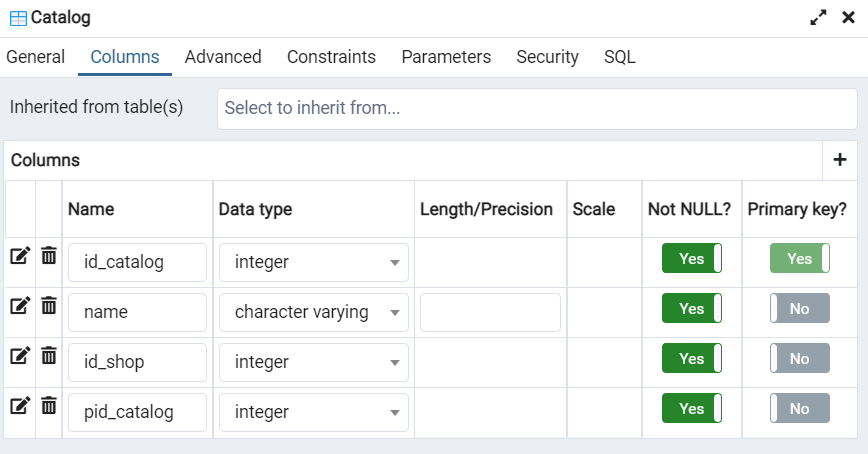 Catalog
General Columns Advanced Constraints Parameters Security SQL
Inherited from table(s) Select to inherit from...
Columns
Name Data type Length/Precision Scale Not NULL? Primary key?
id_catalog integer Yes Yes
name character varying Yes No
id_shop integer Yes No
pid_catalog integer Yes No